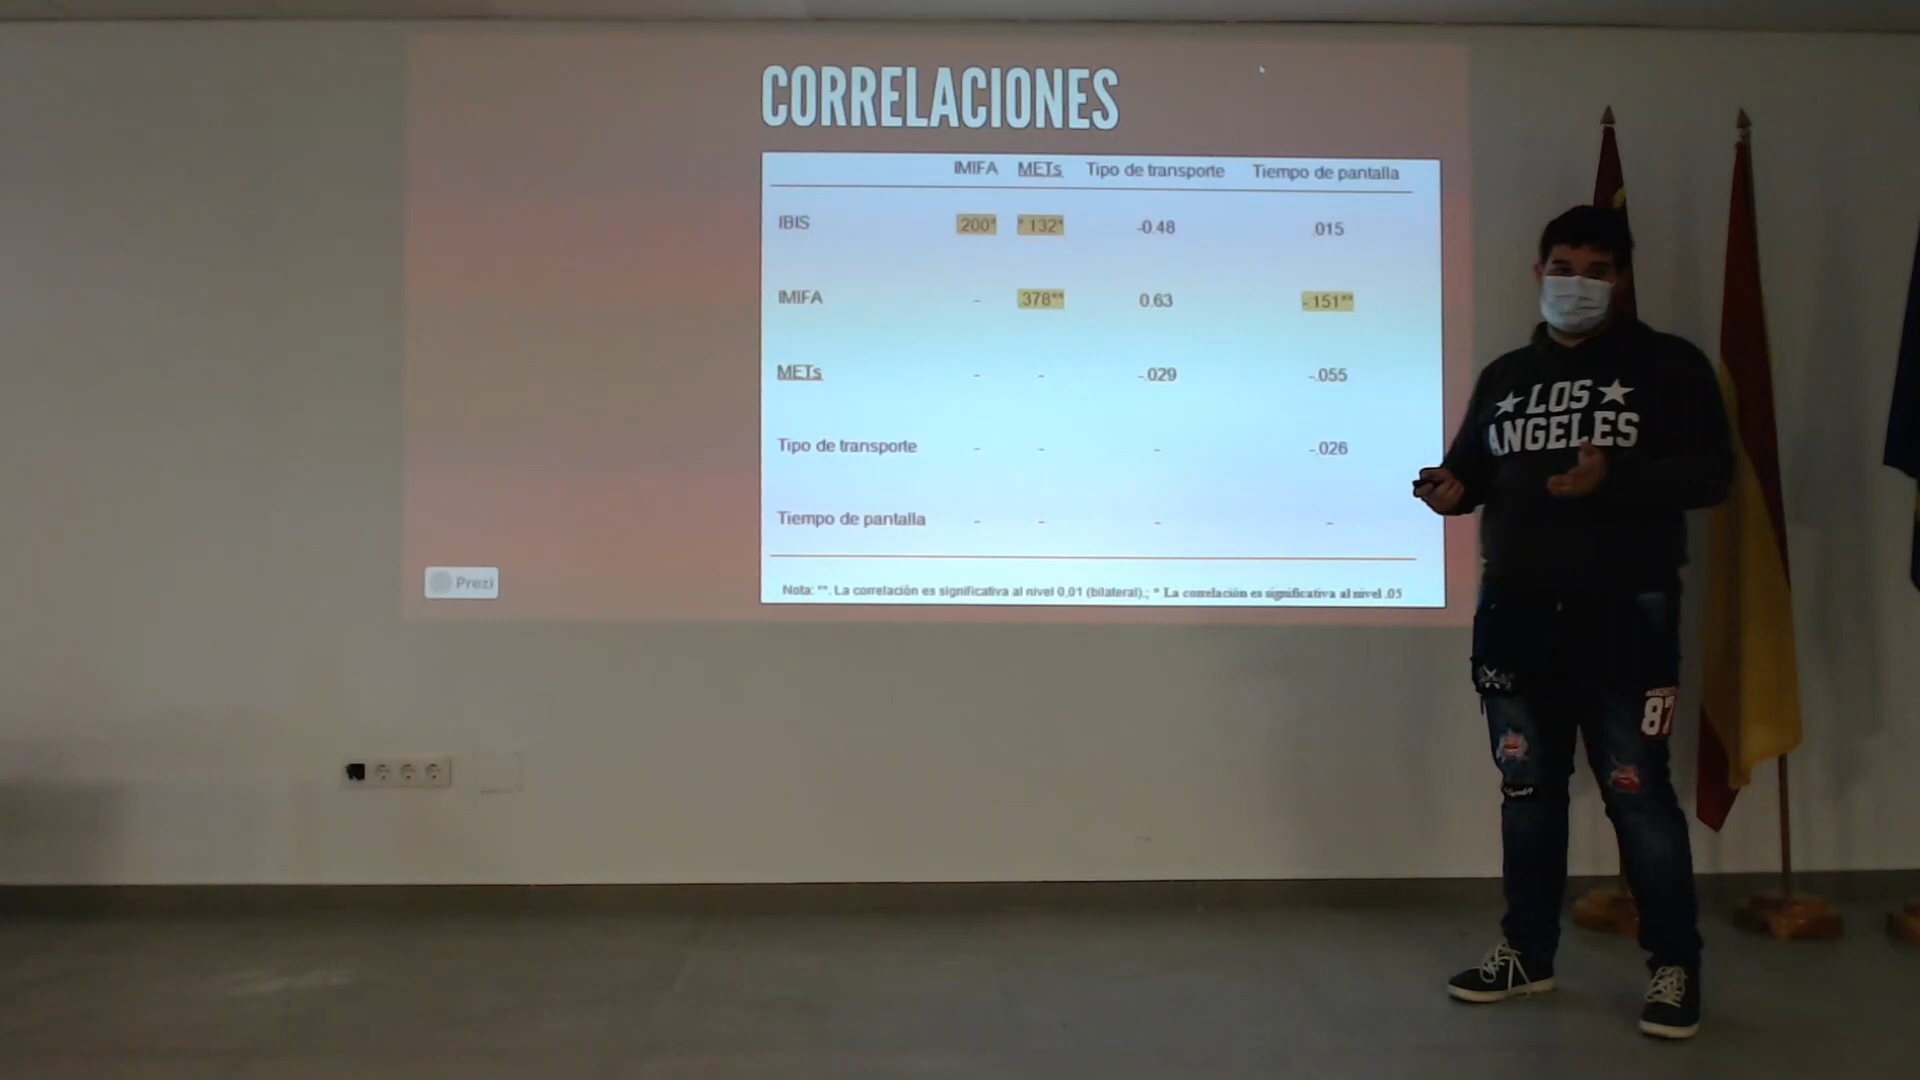 CORRELACIONES
IMIFA METs Tipo de transporte Tiempo de pantalla
IBIS 200* * 132* -0.48 015
IMIFA - 378** 0.63 -.151**
METs - - -.029 -.055
Tipo de transporte - - - -.026
Tiempo de pantalla - - - -
Nota: **. La correlación es significativa al nivel 0,01 (bilateral).; * La correlación es significativa al nivel .05
Prezi
LOS
ANGELES
87